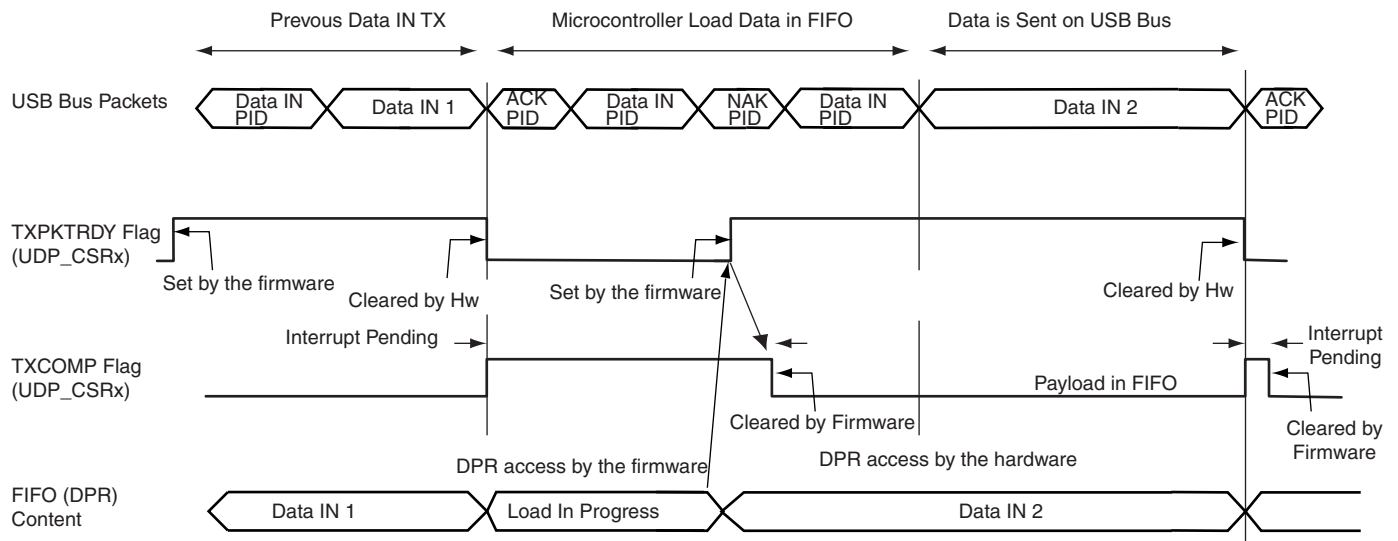 Prevous Data IN TX
Microcontroller Load Data in FIFO
Data is Sent on USB Bus
USB Bus Packets
Data IN
PID
Data IN 1
ACK
PID
Data IN
PID
NAK
PID
Data IN
PID
Data IN 2
ACK
PID
TXPKTRDY Flag
(UDP_CSRx)
Set by the firmware
Cleared by Hw
Set by the firmware
Cleared by Hw
Interrupt Pending
Interrupt
Pending
TXCOMP Flag
(UDP_CSRx)
Payload in FIFO
Cleared by Firmware
Cleared by
Firmware
DPR access by the firmware
DPR access by the hardware
FIFO (DPR)
Content
Data IN 1
Load In Progress
Data IN 2